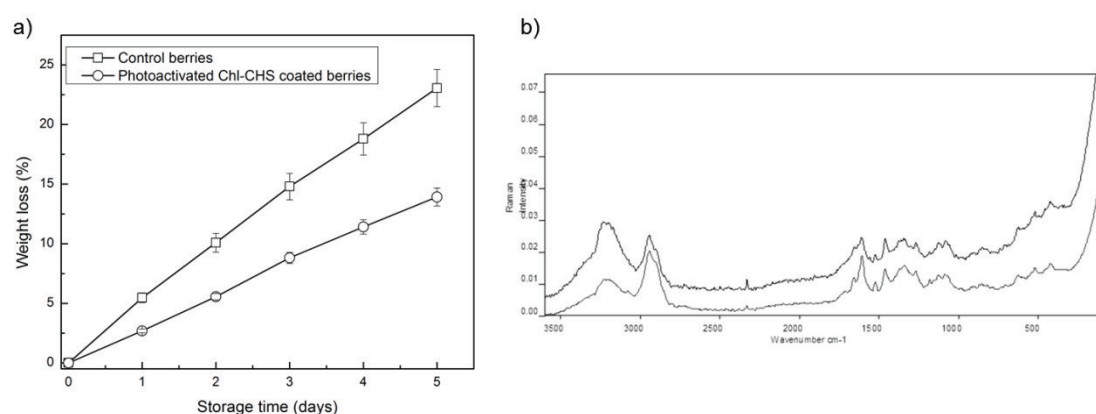 a)
Control berries
Photoactivated Chl-CHS coated berries
Weight loss (%)
25
20
15
10
5
0
0 1 2 3 4 5
Storage time (days)
b)
Raman Intensity
0.07
0.06
0.05
0.04
0.03
0.02
0.01
0.00
3500 3000 2500 2000 1500 1000 500
Wavenumber cm-1